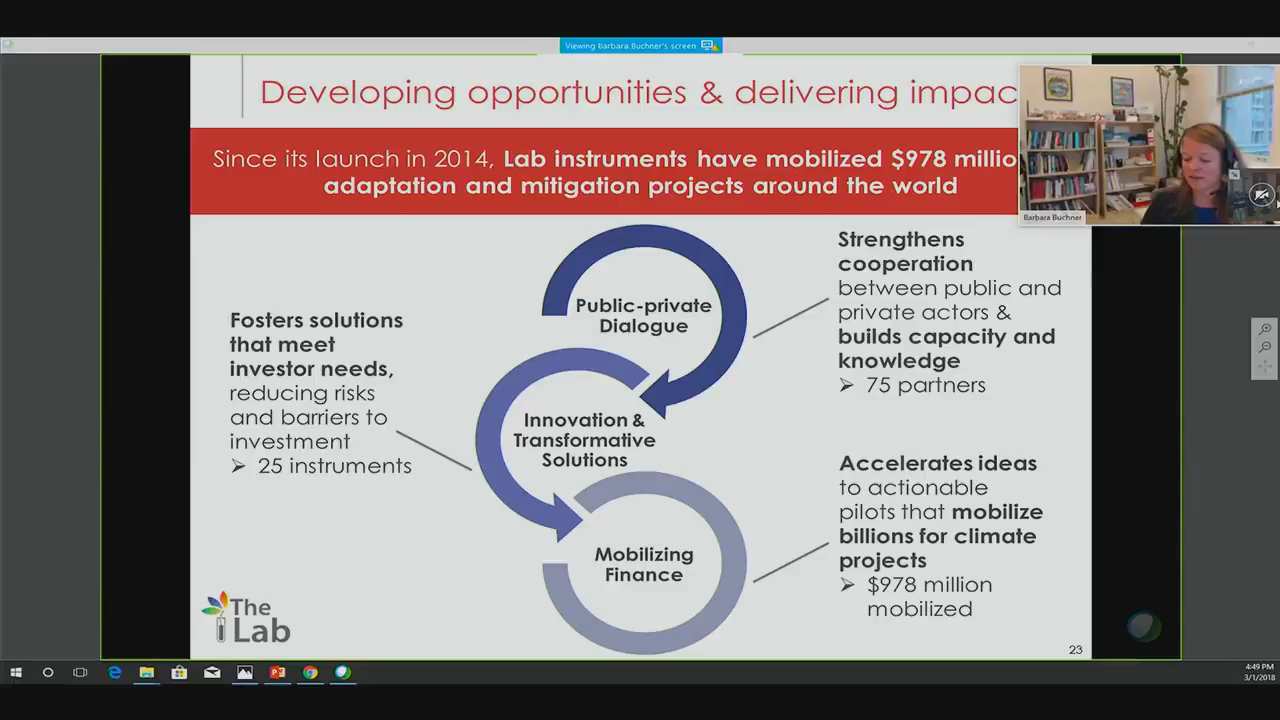 Viewing Barbara Buchner's screen
Developing opportunities & delivering impac
Since its launch in 2014, Lab instruments have mobilized $978 millio
adaptation and mitigation projects around the world
Barbara Buchner
Public-private
Dialogue
Strengthens
cooperation
between public and
private actors &
builds capacity and
knowledge
➢ 75 partners
Fosters solutions
that meet
investor needs,
reducing risks
and barriers to
investment
➢ 25 instruments
Innovation &
Transformative
Solutions
Accelerates ideas
to actionable
pilots that mobilize
billions for climate
projects
➢ $978 million
mobilized
Mobilizing
Finance
The
Lab
23
4:49 PM
3/1/2018